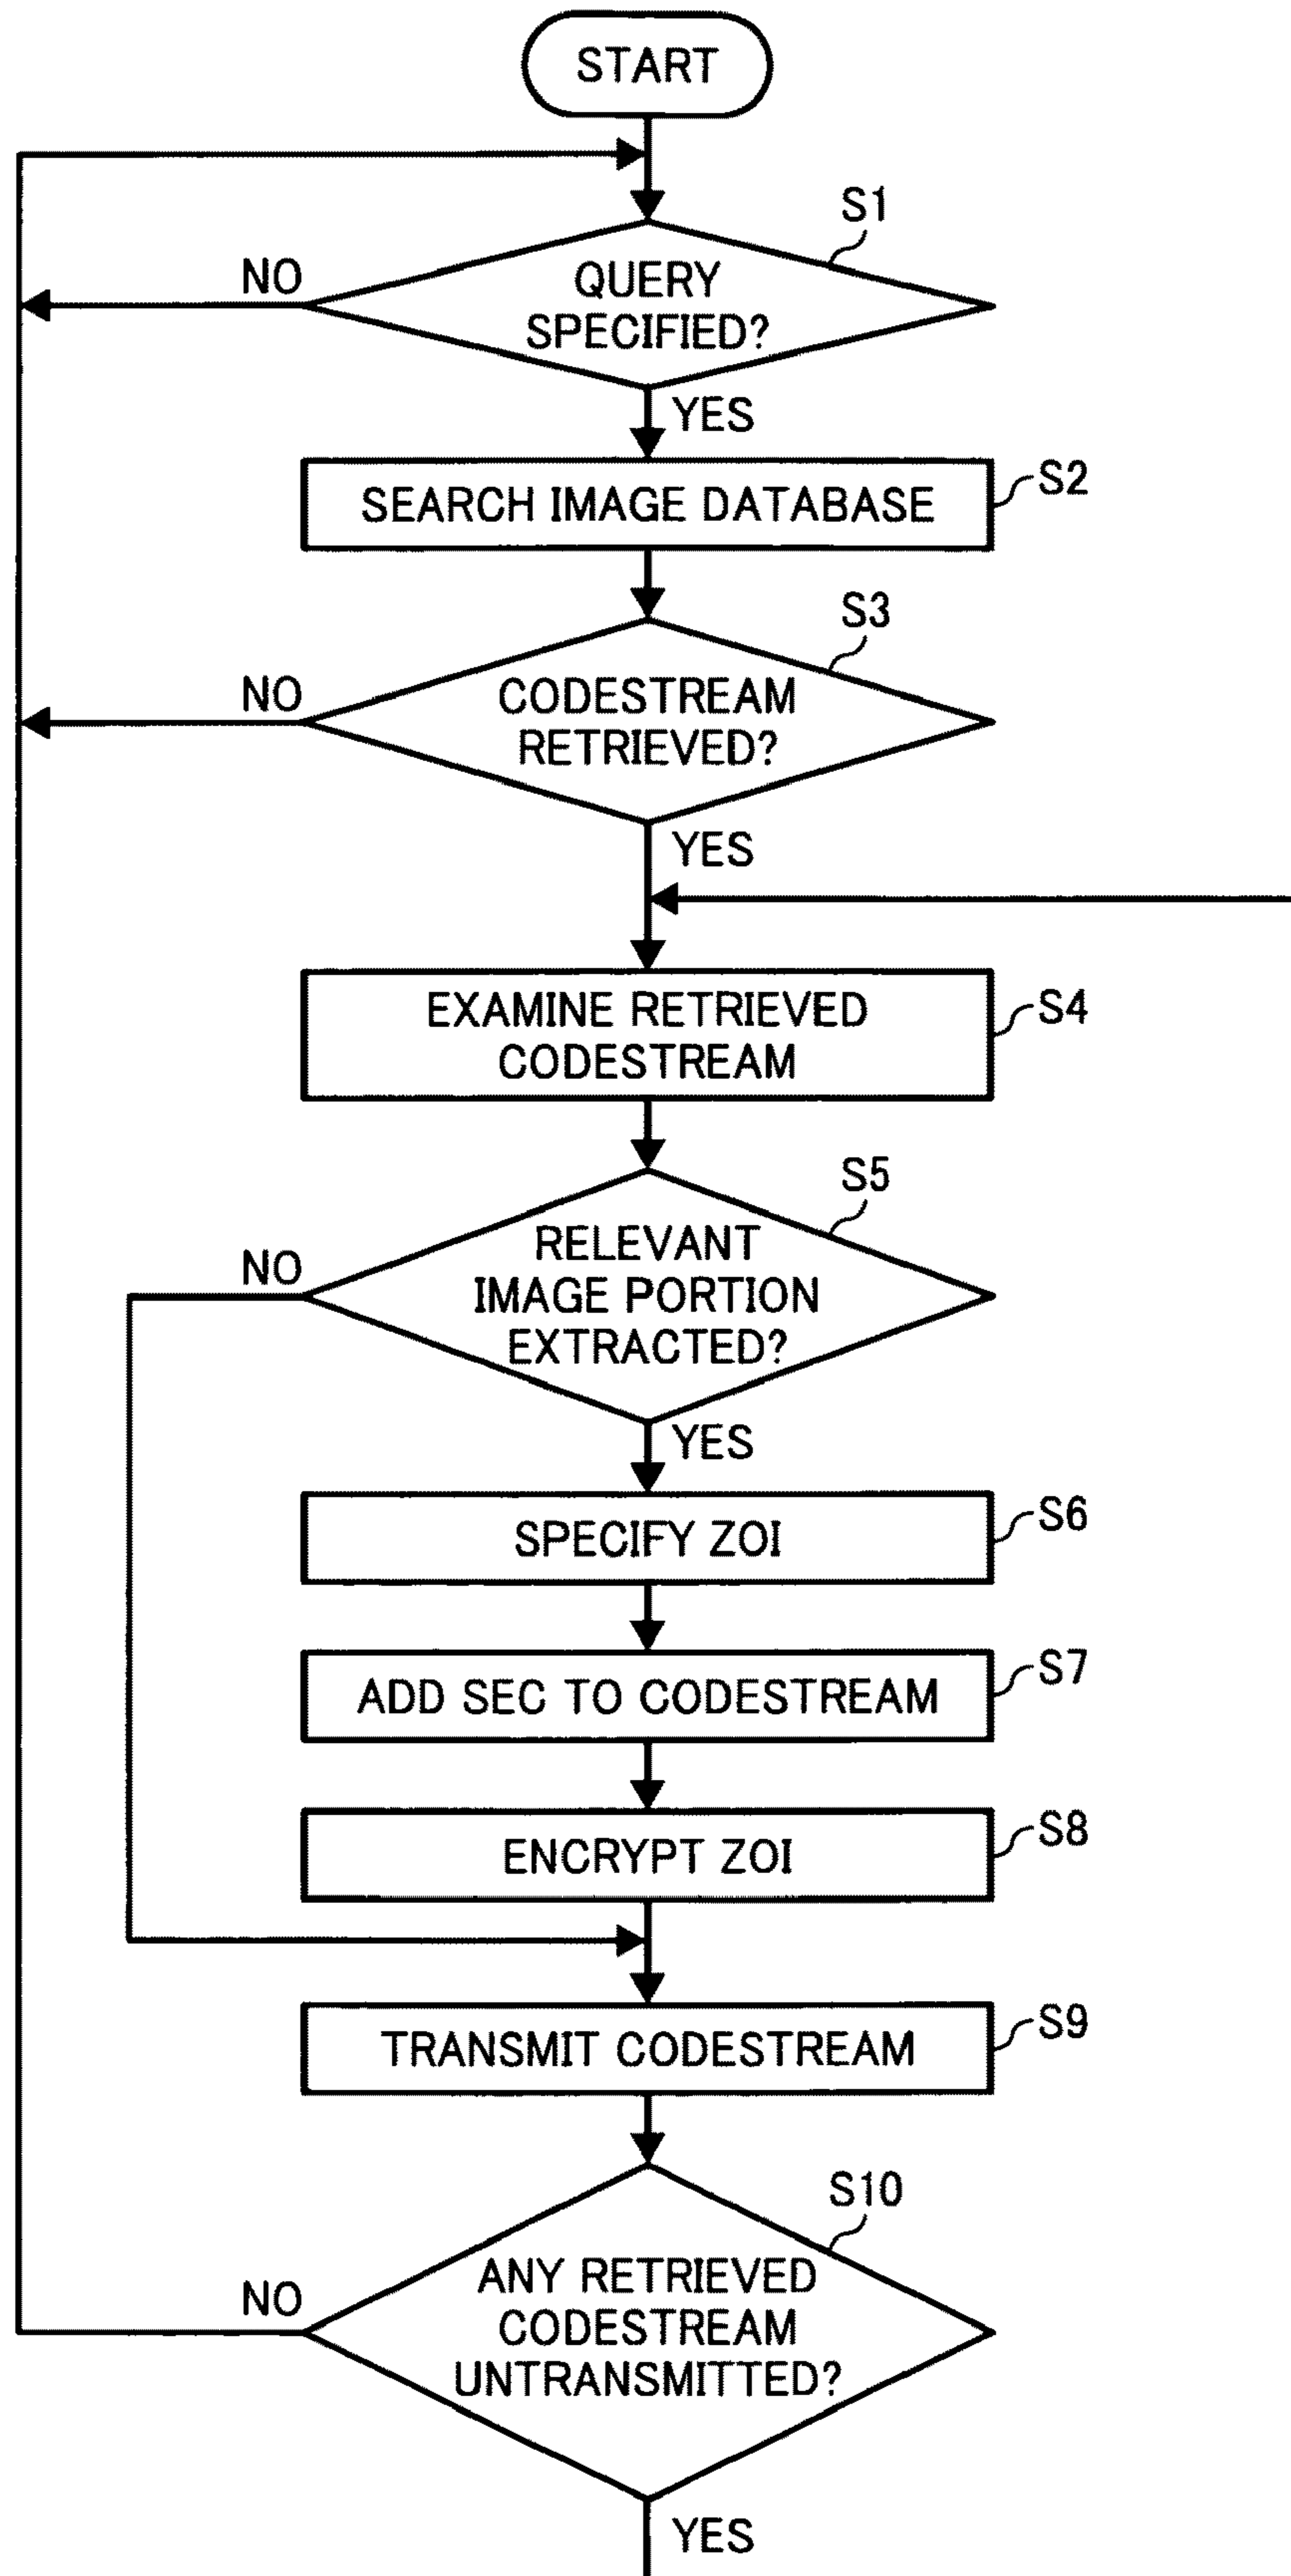 START
S1
NO
QUERY
SPECIFIED?
YES
SEARCH IMAGE DATABASE
S2
S3
NO
CODESTREAM
RETRIEVED?
YES
EXAMINE RETRIEVED
CODESTREAM
S4
S5
NO
RELEVANT
IMAGE PORTION
EXTRACTED?
YES
SPECIFY ZOI
S6
ADD SEC TO CODESTREAM
S7
ENCRYPT ZOI
S8
TRANSMIT CODESTREAM
S9
S10
NO
ANY RETRIEVED
CODESTREAM
UNTRANSMITTED?
YES